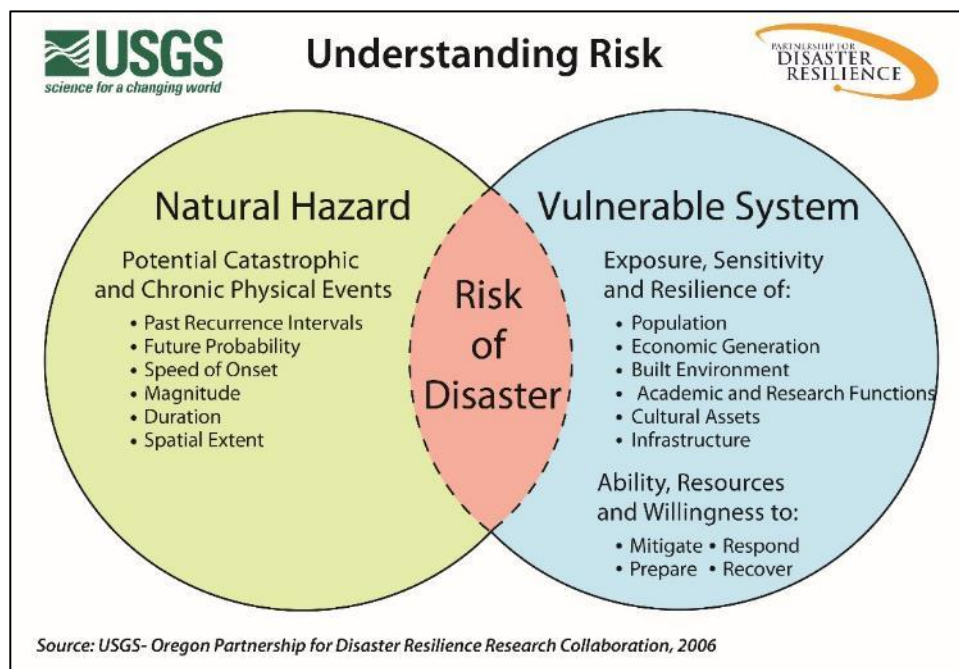 USGS
science for a changing world
Understanding Risk
PARTNERSHIP FOR
DISASTER
RESILIENCE
Natural Hazard
Potential Catastrophic
and Chronic Physical Events
• Past Recurrence Intervals
• Future Probability
• Speed of Onset
• Magnitude
• Duration
• Spatial Extent
Risk
of
Disaster
Vulnerable System
Exposure, Sensitivity
and Resilience of:
• Population
• Economic Generation
• Built Environment
• Academic and Research Functions
• Cultural Assets
• Infrastructure
Ability, Resources
and Willingness to:
• Mitigate • Respond
• Prepare • Recover
Source: USGS- Oregon Partnership for Disaster Resilience Research Collaboration, 2006